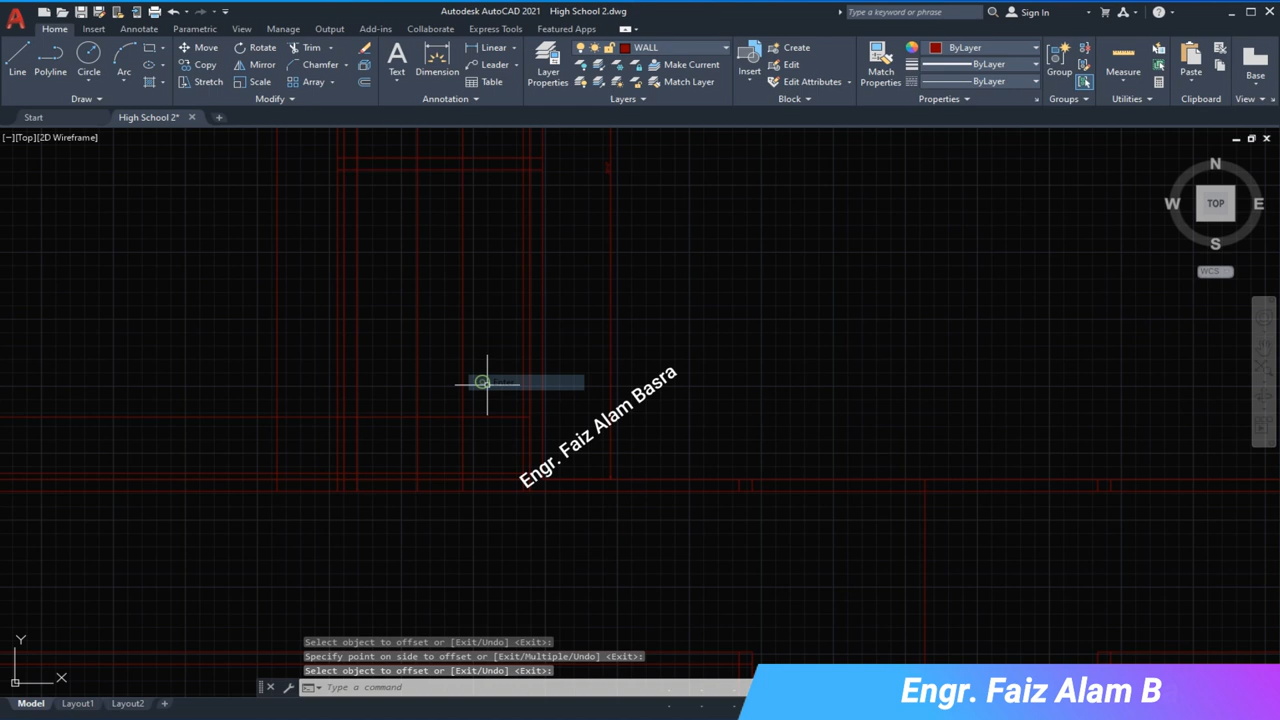 Autodesk AutoCAD 2021 High School 2.dwg
Type a keyword or phrase
Sign In
Home Insert Annotate Parametric View Manage Output Add-ins Collaborate Express Tools Featured Apps
Line Polyline Circle Arc
Move Rotate Trim
Copy Mirror Chamfer
Stretch Scale Array
Text Dimension
Linear
Leader
Table
Layer Properties
WALL
Make Current
Match Layer
Insert
Create
Edit
Edit Attributes
Match Properties
ByLayer
ByLayer
ByLayer
Group
Measure
Paste
Base
Draw Modify Annotation Layers Block Properties Groups Utilities Clipboard View
Start High School 2*
[−][Top][2D Wireframe]
N
W TOP E
S
WCS
Enter
Engr. Faiz Alam Basra
Y
X
Select object to offset or [Exit/Undo] <Exit>:
Specify point on side to offset or [Exit/Multiple/Undo] <Exit>:
Select object to offset or [Exit/Undo] <Exit>:
Type a command
Engr. Faiz Alam B
Model Layout1 Layout2